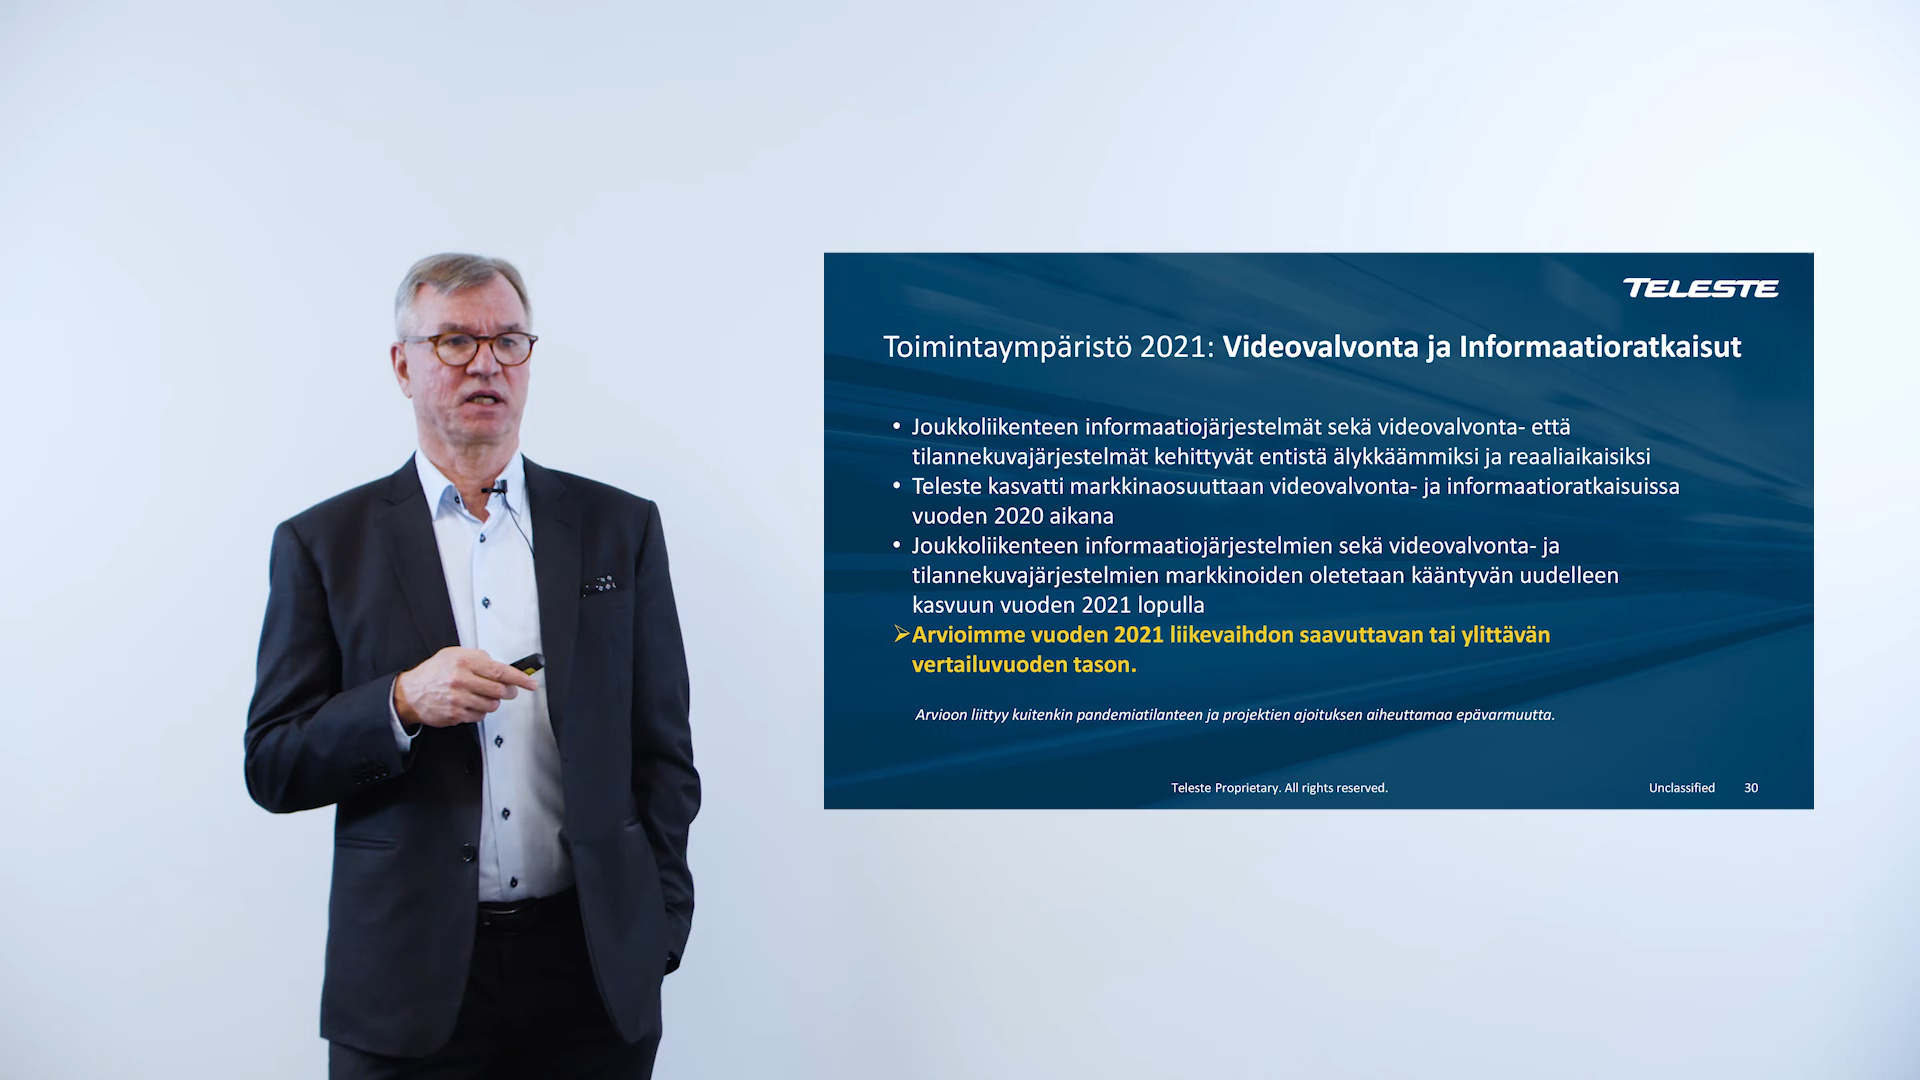 TELESTE
Toimintaympäristö 2021: Videovalvonta ja Informaatioratkaisut
• Joukkoliikenteen informaatiojärjestelmät sekä videovalvonta- että
tilannekuvajärjestelmät kehittyvät entistä älykkäämmiksi ja reaaliaikaisiksi
• Teleste kasvatti markkinaosuuttaan videovalvonta- ja informaatioratkaisuissa
vuoden 2020 aikana
• Joukkoliikenteen informaatiojärjestelmien sekä videovalvonta- ja
tilannekuvajärjestelmien markkinoiden oletetaan kääntyvän uudelleen
kasvuun vuoden 2021 lopulla
➢Arvioimme vuoden 2021 liikevaihdon saavuttavan tai ylittävän
vertailuvuoden tason.
Arvioon liittyy kuitenkin pandemiatilanteen ja projektien ajoituksen aiheuttamaa epävarmuutta.
Teleste Proprietary. All rights reserved.
Unclassified 30